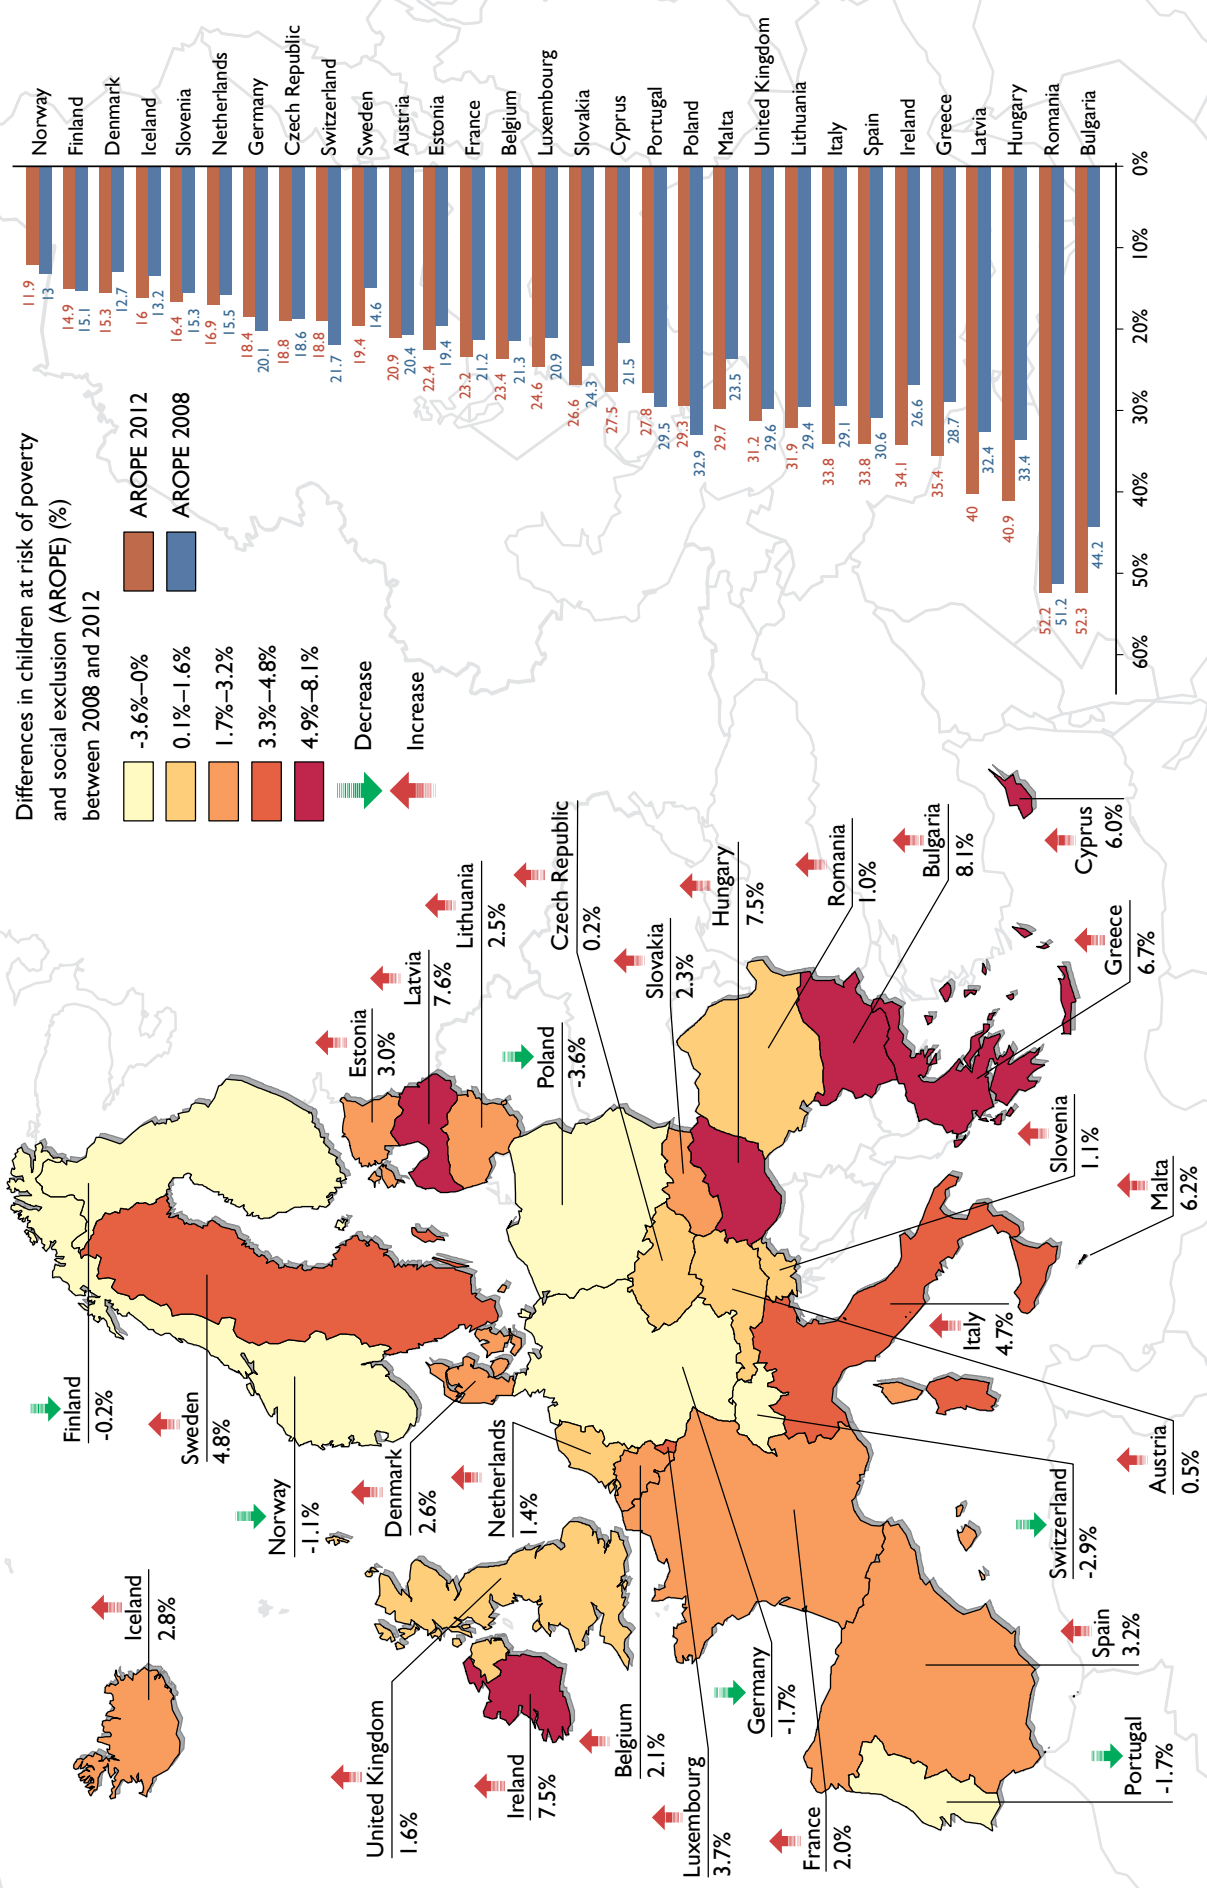 Differences in children at risk of poverty
and social exclusion (AROPE) (%)
between 2008 and 2012
-3.6%–0%
0.1%–1.6%
1.7%–3.2%
3.3%–4.8%
4.9%–8.1%
Decrease
Increase
AROPE 2012
AROPE 2008
Iceland
2.8%
Finland
-0.2%
Sweden
4.8%
Norway
-1.1%
Denmark
2.6%
Netherlands
1.4%
United Kingdom
1.6%
Ireland
7.5%
Belgium
2.1%
Luxembourg
3.7%
Germany
-1.7%
France
2.0%
Portugal
-1.7%
Spain
3.2%
Switzerland
-2.9%
Austria
0.5%
Italy
4.7%
Malta
6.2%
Slovenia
1.1%
Greece
6.7%
Cyprus
6.0%
Bulgaria
8.1%
Romania
1.0%
Hungary
7.5%
Slovakia
2.3%
Czech Republic
0.2%
Poland
-3.6%
Lithuania
2.5%
Latvia
7.6%
Estonia
3.0%
11.9
13
Norway
14.9
15.1
Finland
15.3
12.7
Denmark
16
13.2
Iceland
16.4
15.3
Slovenia
16.9
15.5
Netherlands
18.4
20.1
Germany
18.8
18.6
Czech Republic
18.8
21.7
Switzerland
19.4
14.6
Sweden
20.9
20.4
Austria
22.4
19.4
Estonia
23.2
21.2
France
23.4
21.3
Belgium
24.6
20.9
Luxembourg
26.6
24.3
Slovakia
27.5
21.5
Cyprus
27.8
29.5
Portugal
29.3
32.9
Poland
29.7
23.5
Malta
31.2
29.6
United Kingdom
31.9
29.4
Lithuania
33.8
29.1
Italy
33.8
30.6
Spain
34.1
26.6
Ireland
35.4
28.7
Greece
40
32.4
Latvia
40.9
33.4
Hungary
52.2
51.2
Romania
52.3
44.2
Bulgaria
60%
50%
40%
30%
20%
10%
0%